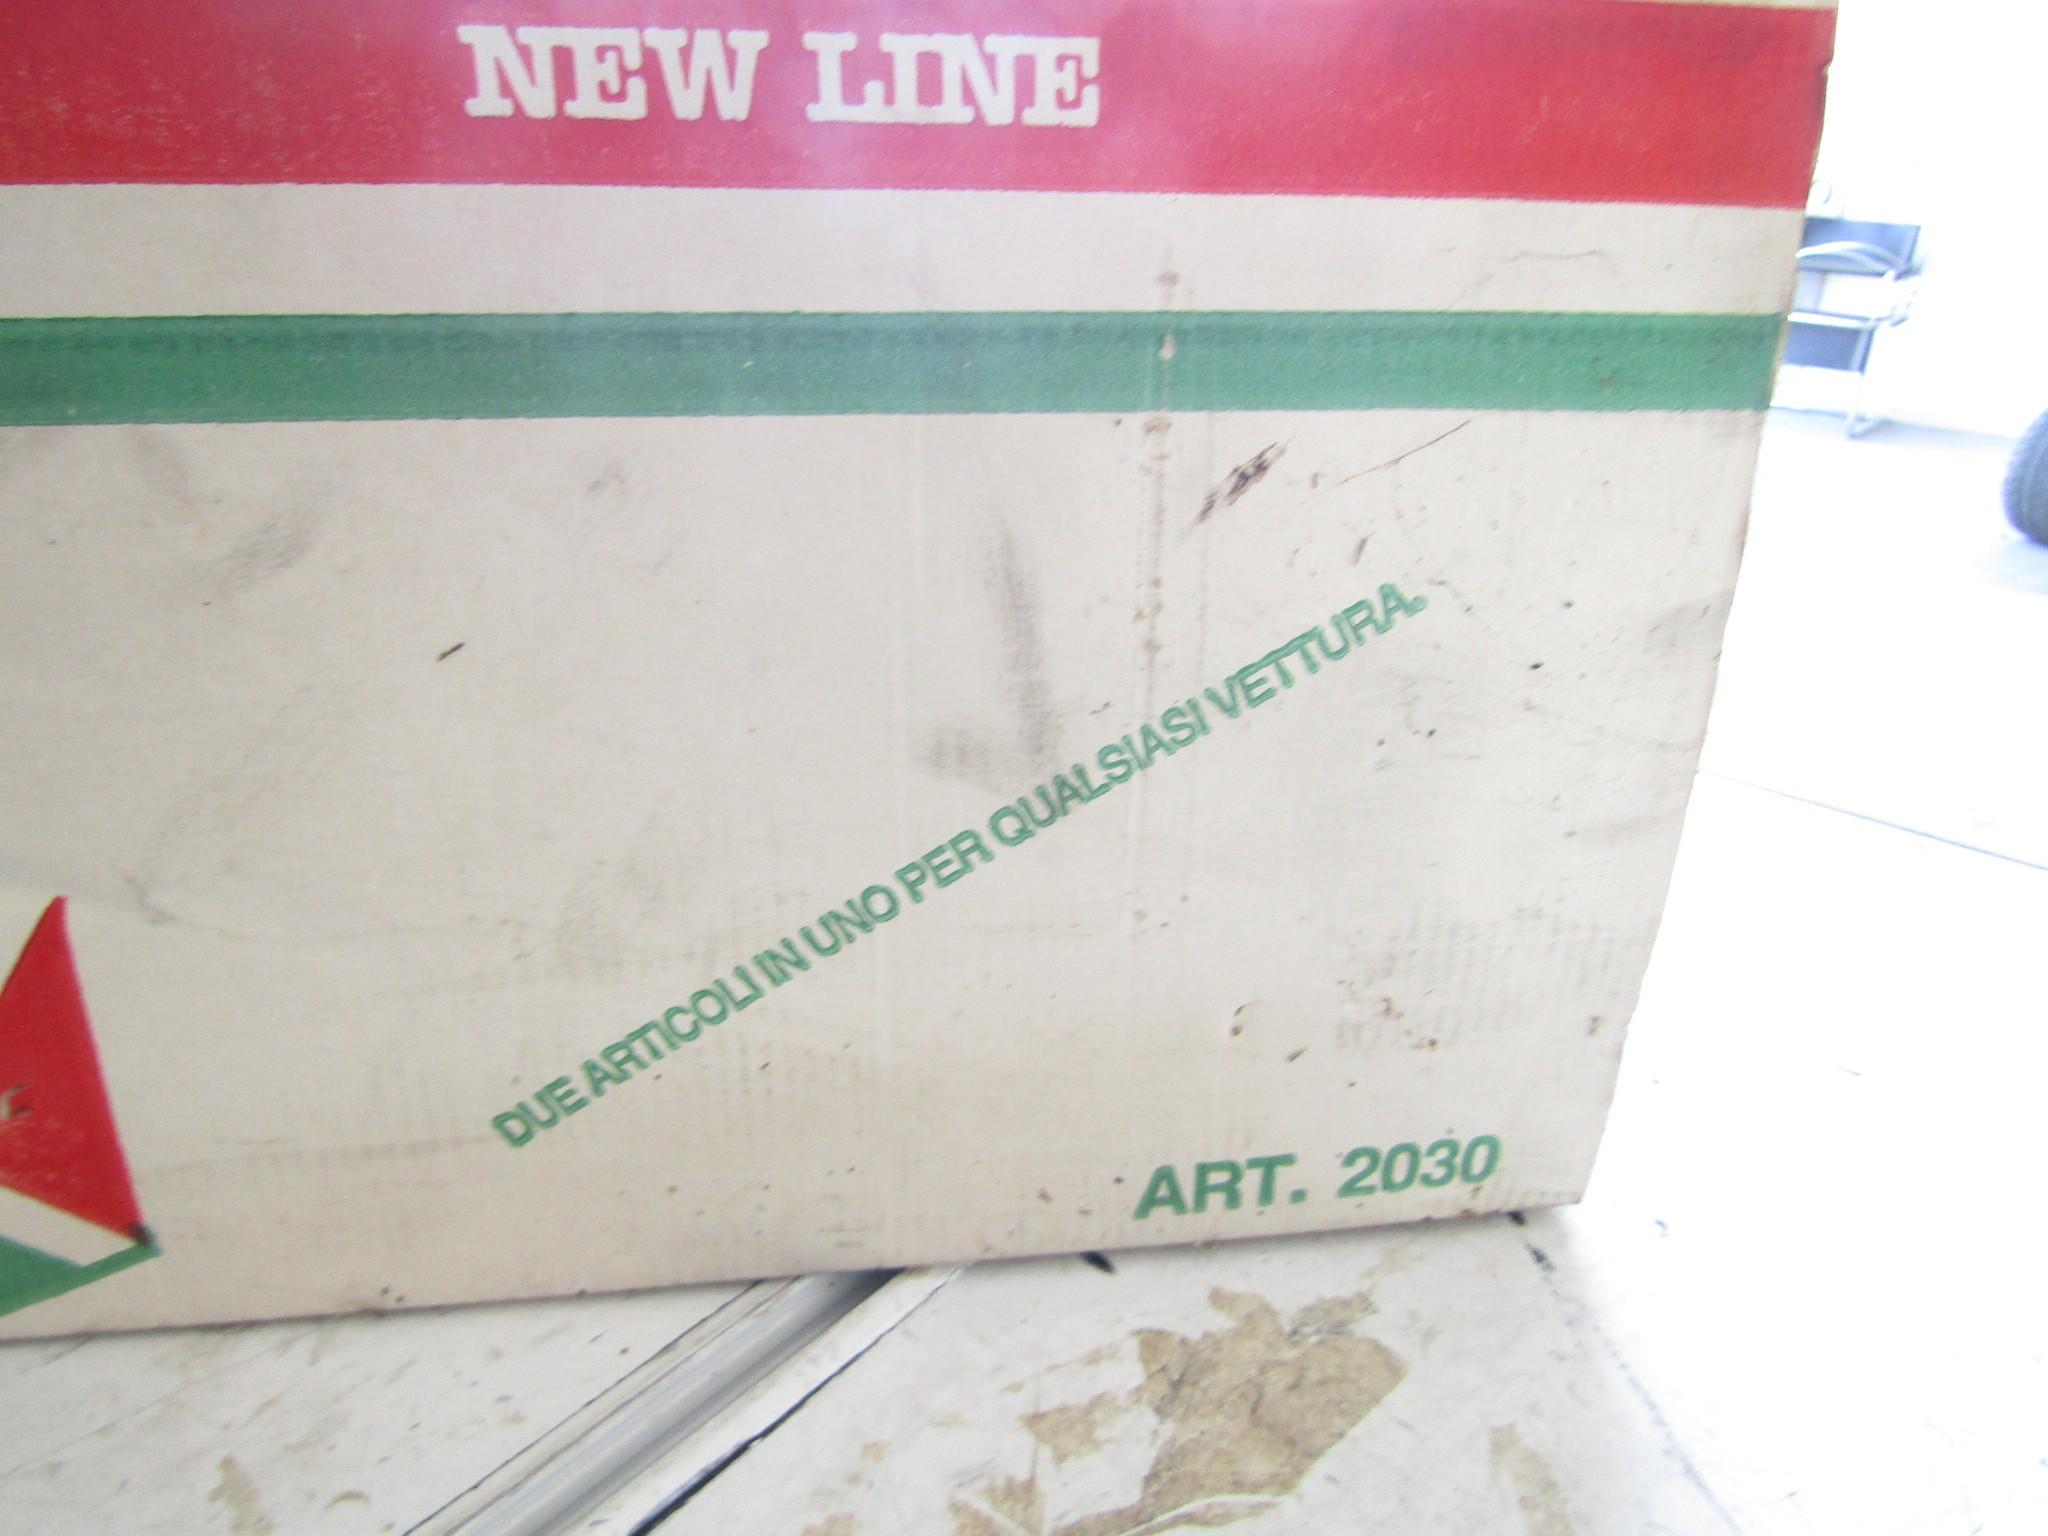 NEW LINE
DUE ARTICOLI IN UNO PER QUALSIASI VETTURA.
ART. 2030